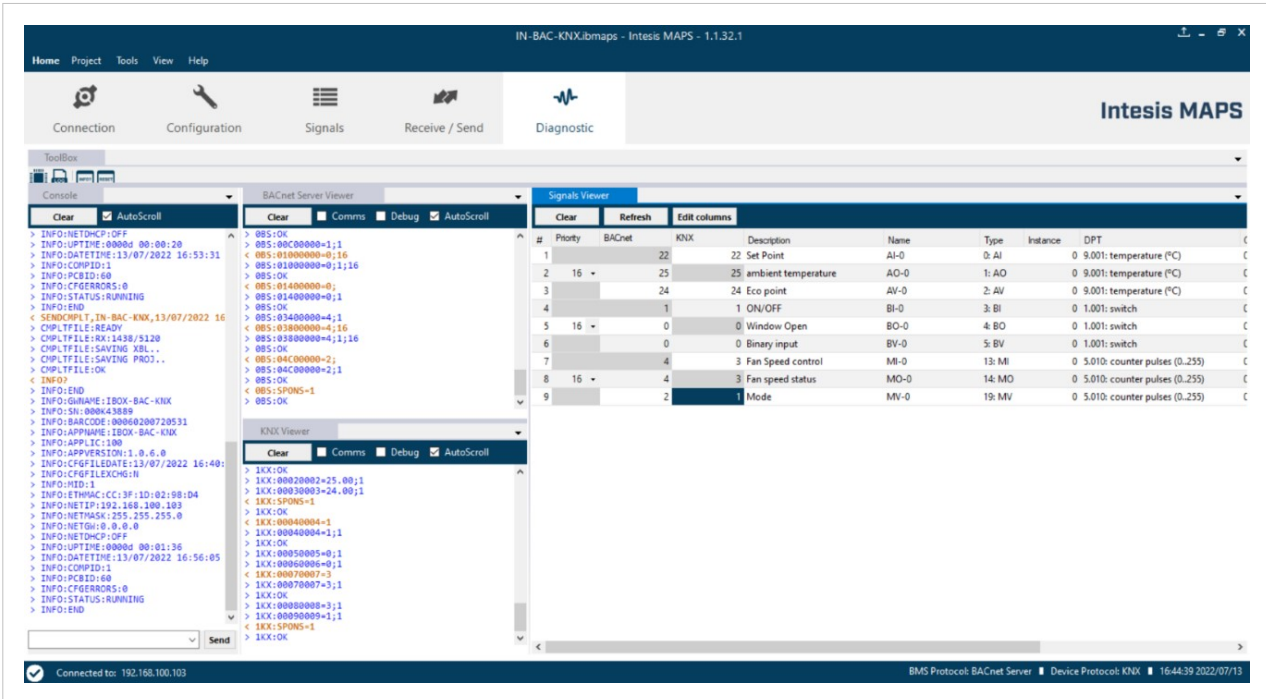 IN-BAC-KNX.ibmaps - Intesis MAPS - 1.1.32.1
Home Project Tools View Help
Connection Configuration Signals Receive / Send Diagnostic
Intesis MAPS
ToolBox
Console
Clear AutoScroll
> INFO:NETDHCP:OFF
> INFO:UPTIME:0000d 00:00:20
> INFO:DATETIME:13/07/2022 16:53:31
> INFO:COMPID:1
> INFO:PCBID:60
> INFO:CFGERRORS:0
> INFO:STATUS:RUNNING
> INFO:END
< SENDCMPLT,IN-BAC-KNX,13/07/2022 16
> CMPLTFILE:READY
> CMPLTFILE:RX:1438/5120
> CMPLTFILE:SAVING XBL..
> CMPLTFILE:SAVING PROJ..
> CMPLTFILE:OK
< INFO?
> INFO:END
> INFO:GWNAME:IBOX-BAC-KNX
> INFO:SN:000K43889
> INFO:BARCODE:00060200720531
> INFO:APPNAME:IBOX-BAC-KNX
> INFO:APPLIC:100
> INFO:APPVERSION:1.0.6.0
> INFO:CFGFILEDATE:13/07/2022 16:40:
> INFO:CFGFILEXCHG:N
> INFO:MID:1
> INFO:ETHMAC:CC:3F:1D:02:98:D4
> INFO:NETIP:192.168.100.103
> INFO:NETMASK:255.255.255.0
> INFO:NETGW:0.0.0.0
> INFO:NETDHCP:OFF
> INFO:UPTIME:0000d 00:01:36
> INFO:DATETIME:13/07/2022 16:56:05
> INFO:COMPID:1
> INFO:PCBID:60
> INFO:CFGERRORS:0
> INFO:STATUS:RUNNING
> INFO:END
Send
BACnet Server Viewer
Clear Comms Debug AutoScroll
> 0BS:OK
> 0BS:00C00000=1;1
< 0BS:01000000=0;16
> 0BS:01000000=0;1;16
> 0BS:OK
< 0BS:01400000=0;
> 0BS:01400000=0;1
> 0BS:OK
> 0BS:03400000=4;1
< 0BS:03800000=4;16
> 0BS:03800000=4;1;16
> 0BS:OK
< 0BS:04C00000=2;
> 0BS:04C00000=2;1
> 0BS:OK
< 0BS:SPONS=1
> 0BS:OK
KNX Viewer
Clear Comms Debug AutoScroll
> 1KX:OK
> 1KX:00020002=25.00;1
> 1KX:00030003=24.00;1
< 1KX:SPONS=1
> 1KX:OK
< 1KX:00040004=1
> 1KX:00040004=1;1
> 1KX:OK
> 1KX:00050005=0;1
> 1KX:00060006=0;1
< 1KX:00070007=3
> 1KX:00070007=3;1
> 1KX:OK
> 1KX:00080008=3;1
> 1KX:00090009=1;1
< 1KX:SPONS=1
> 1KX:OK
Signals Viewer
Clear Refresh Edit columns
# Priority BACnet KNX Description Name Type Instance DPT
1 22 22 Set Point AI-0 0: AI 0 9.001: temperature (ºC)
2 16 25 25 ambient temperature AO-0 1: AO 0 9.001: temperature (ºC)
3 24 24 Eco point AV-0 2: AV 0 9.001: temperature (ºC)
4 1 1 ON/OFF BI-0 3: BI 0 1.001: switch
5 16 0 0 Window Open BO-0 4: BO 0 1.001: switch
6 0 0 Binary input BV-0 5: BV 0 1.001: switch
7 4 3 Fan Speed control MI-0 13: MI 0 5.010: counter pulses (0..255)
8 16 4 3 Fan speed status MO-0 14: MO 0 5.010: counter pulses (0..255)
9 2 1 Mode MV-0 19: MV 0 5.010: counter pulses (0..255)
Connected to: 192.168.100.103
BMS Protocol: BACnet Server Device Protocol: KNX 16:44:39 2022/07/13